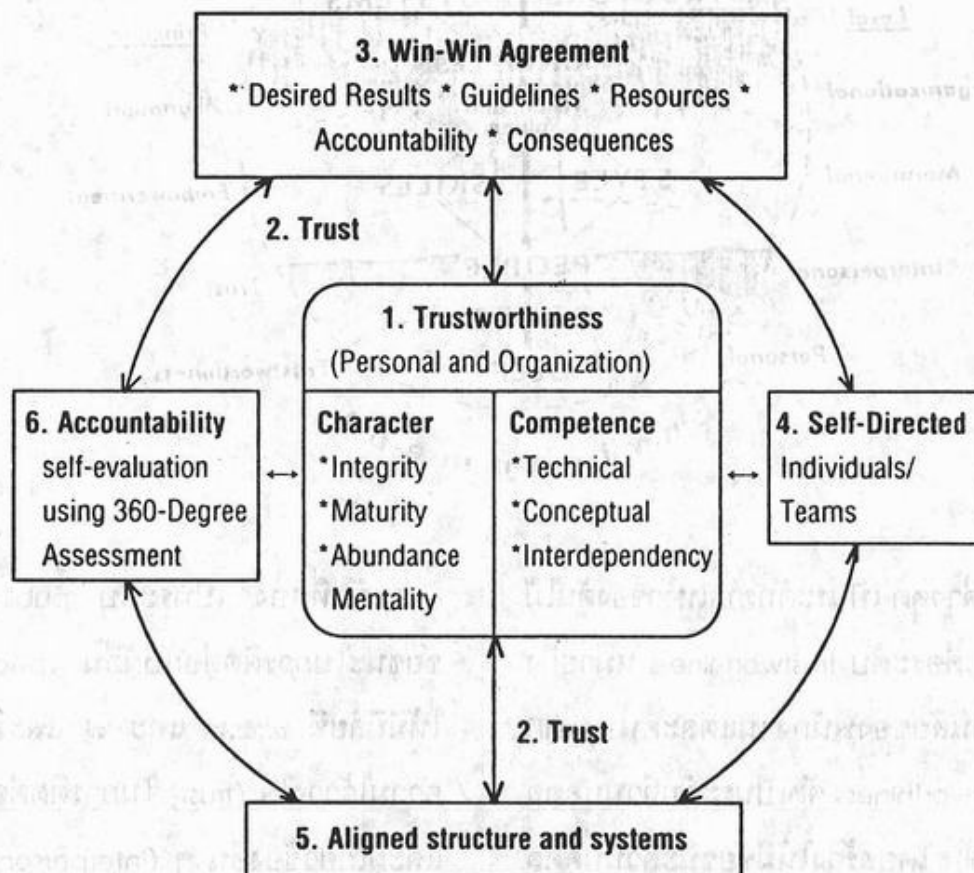 3. Win-Win Agreement
* Desired Results * Guidelines * Resources *
Accountability * Consequences
2. Trust
1. Trustworthiness
(Personal and Organization)
6. Accountability
self-evaluation
using 360-Degree
Assessment
Character
*Integrity
*Maturity
*Abundance
Mentality
Competence
*Technical
*Conceptual
*Interdependency
4. Self-Directed
Individuals/
Teams
2. Trust
5. Aligned structure and systems